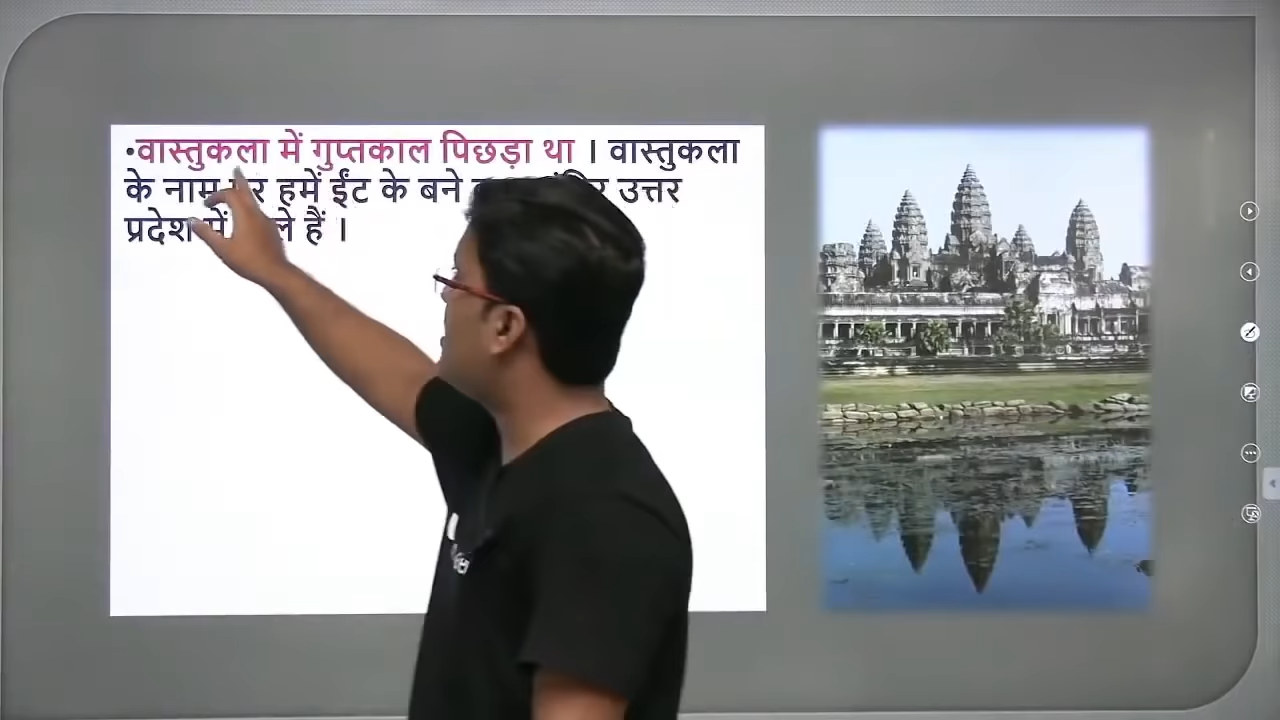 •वास्तुकला में गुप्तकाल पिछड़ा था । वास्तुकला
के नाम हमें ईंट के बने उत्तर
प्रदेश में हैं ।